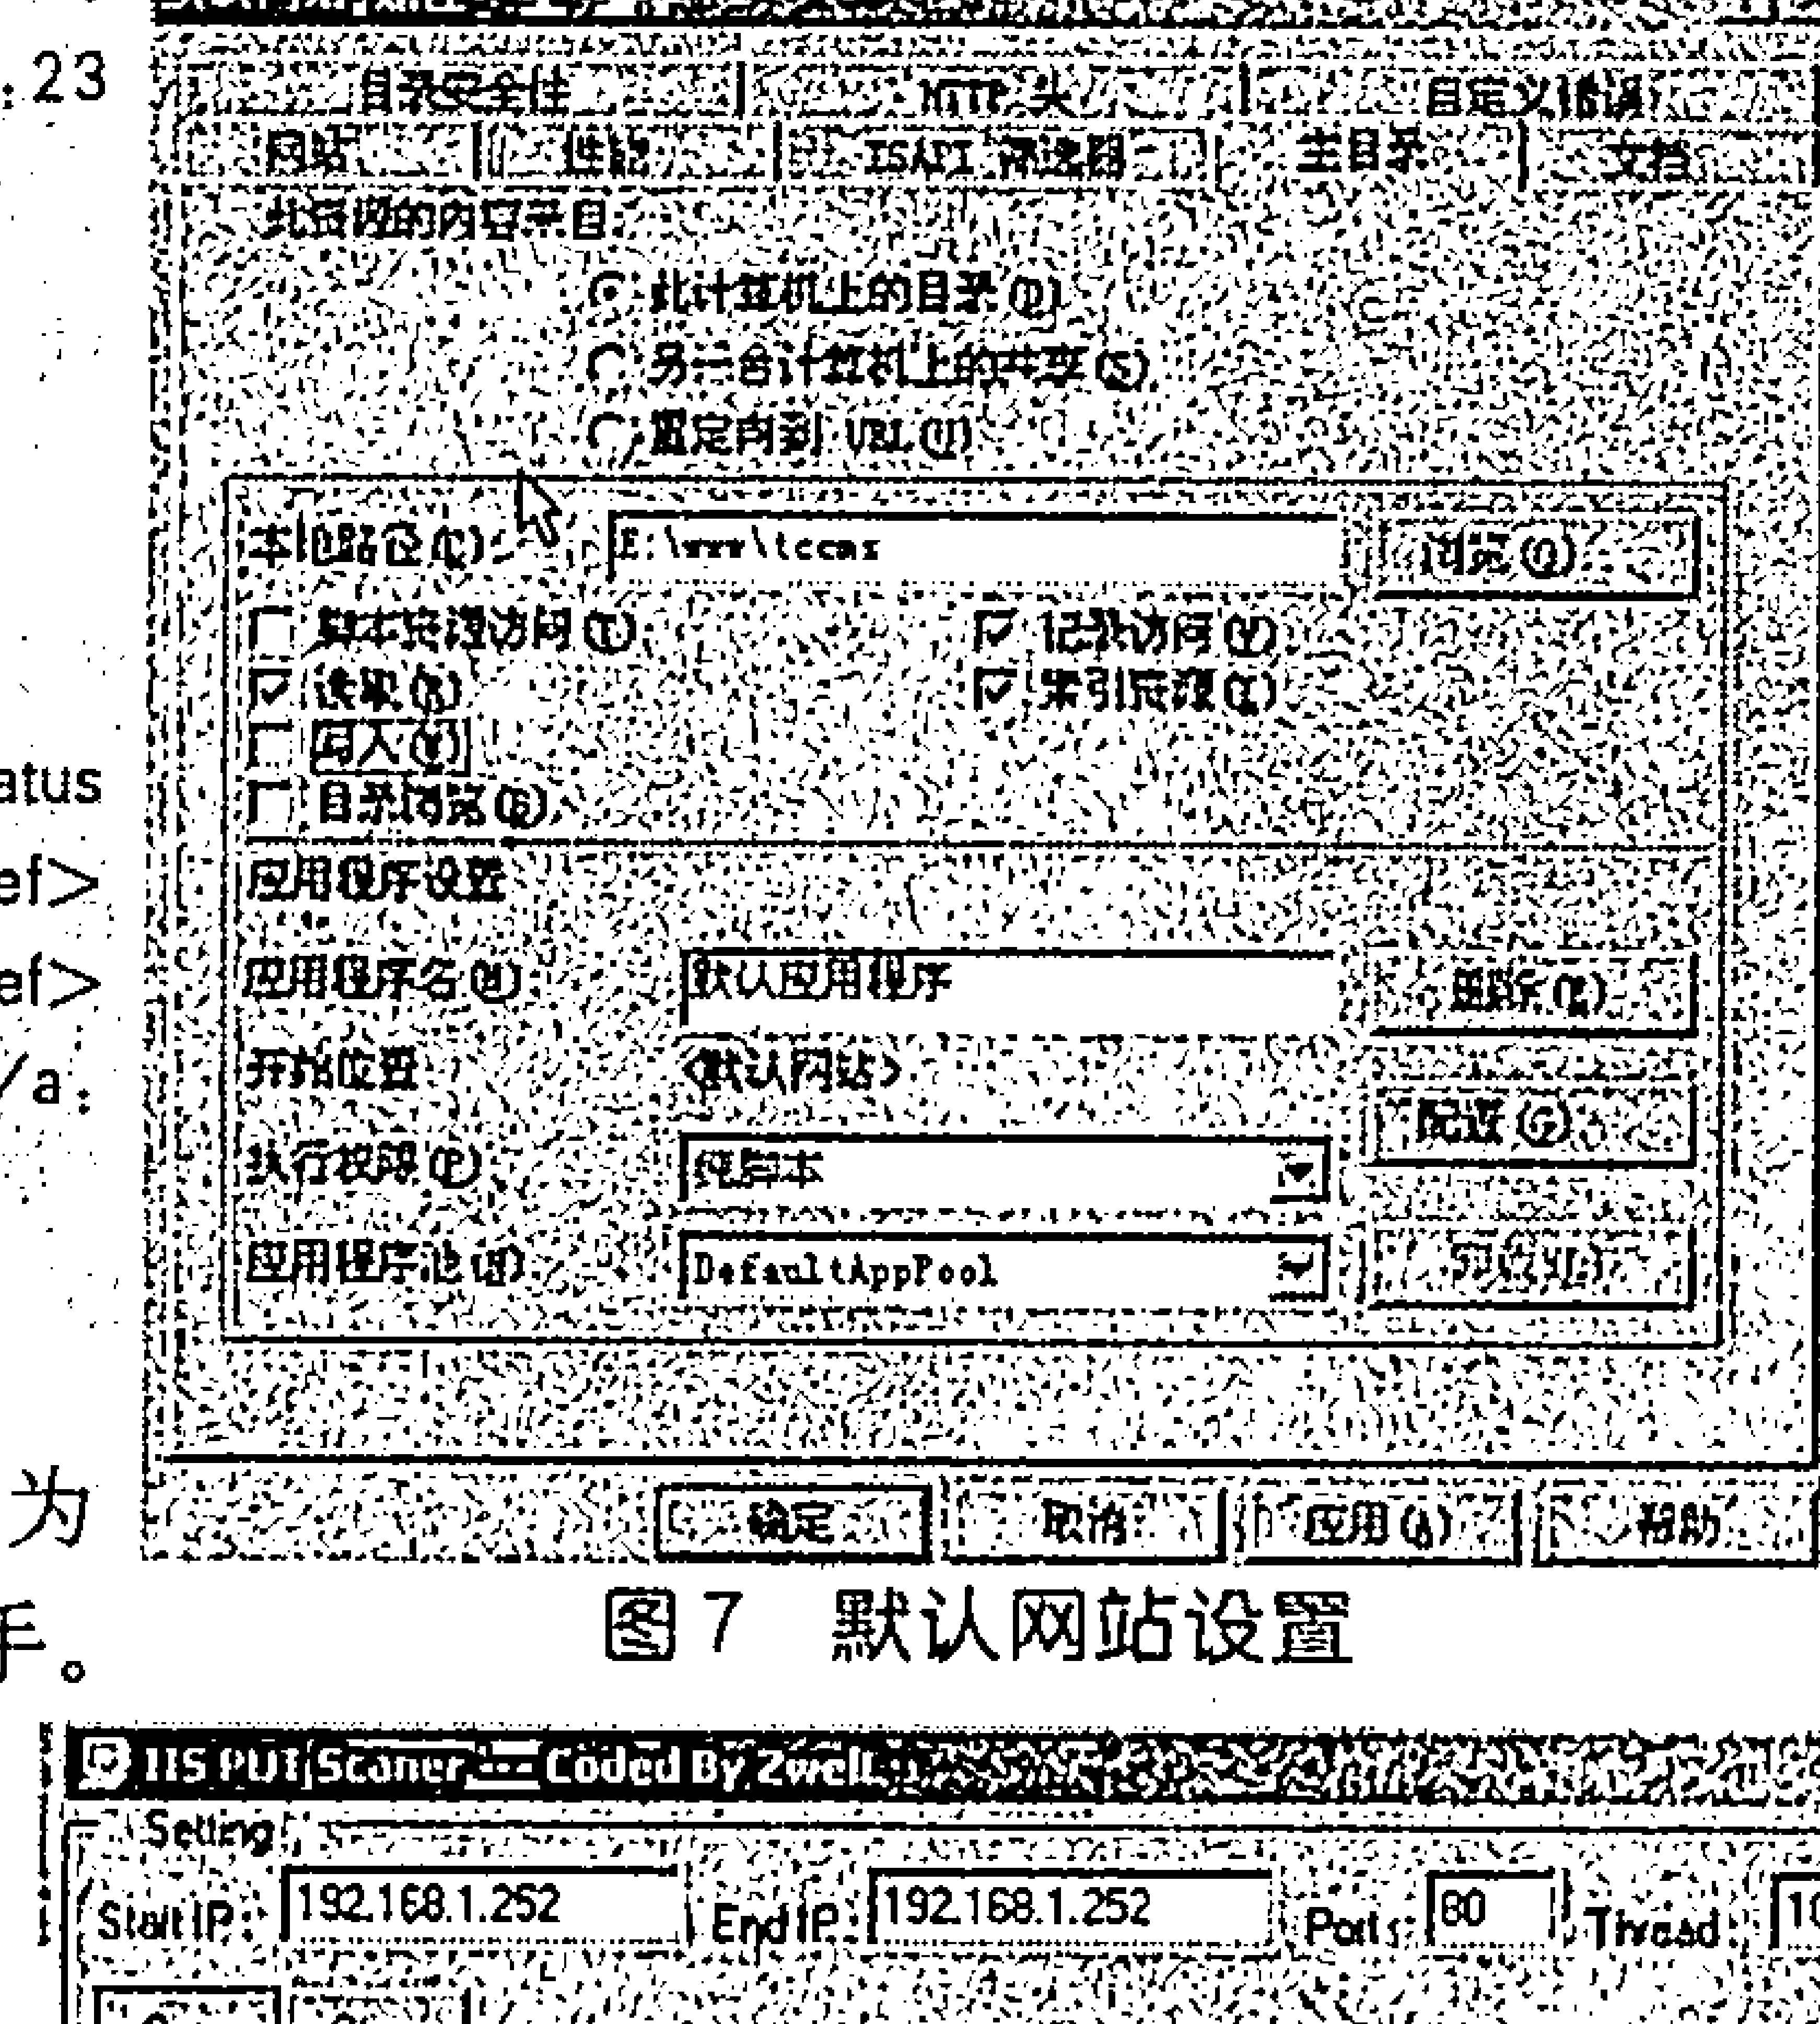 :23
目录安全性 HTTP 头 自定义错误
网站 性能 ISAPI 筛选器 主目录 文档
此资源的内容来自:
此计算机上的目录(D)
另一台计算机上的共享(S)
重定向到 URL(U)
本地路径(C): E:\www\tccms 浏览(O)
脚本资源访问(T) 记录访问(V)
读取(R) 索引资源(I)
写入(W)
目录浏览(B)
atus
应用程序设置
ef>
应用程序名(M): 默认应用程序 删除(E)
ef>
开始位置: <默认网站>
/a:
配置(G)
执行权限(P): 纯脚本
应用程序池(N): DefaultAppPool 卸载(L)
为
确定 取消 应用(A) 帮助
手。
图 7 默认网站设置
IIS PUT Scaner --- Coded By Zwell
Setting
Start IP: 192.168.1.252 End IP: 192.168.1.252 Port: 80 Thread: 10